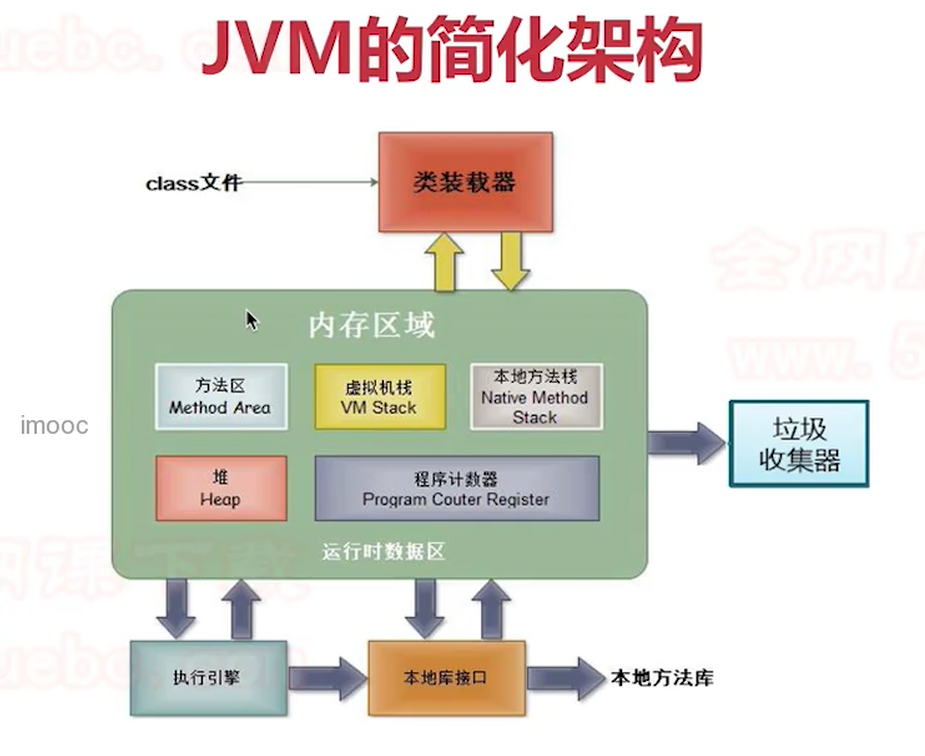 JVM的简化架构
class文件
类装载器
内存区域
方法区
Method Area
虚拟机栈
VM Stack
本地方法栈
Native Method
Stack
imooc
垃圾
收集器
堆
Heap
程序计数器
Program Couter Register
运行时数据区
执行引擎
本地库接口
本地方法库